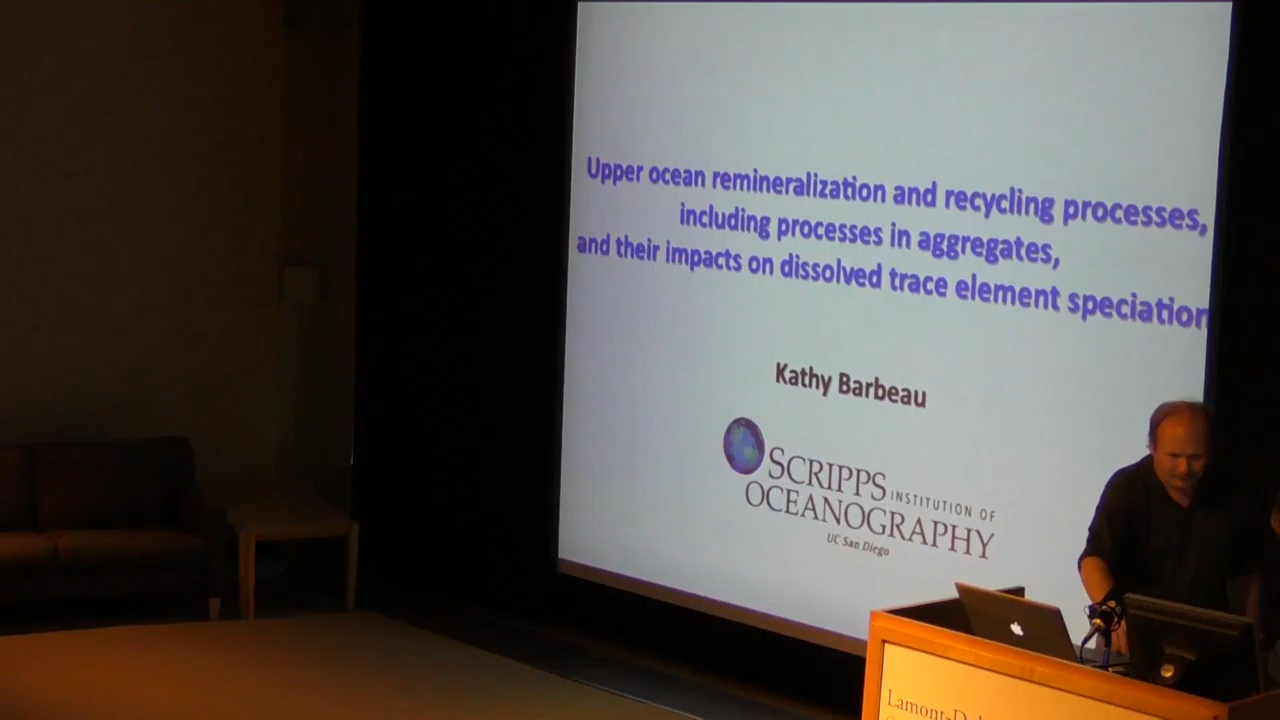 Upper ocean remineralization and recycling processes,
including processes in aggregates,
and their impacts on dissolved trace element speciation
Kathy Barbeau
SCRIPPS INSTITUTION OF
OCEANOGRAPHY
UC San Diego
Lamont-D